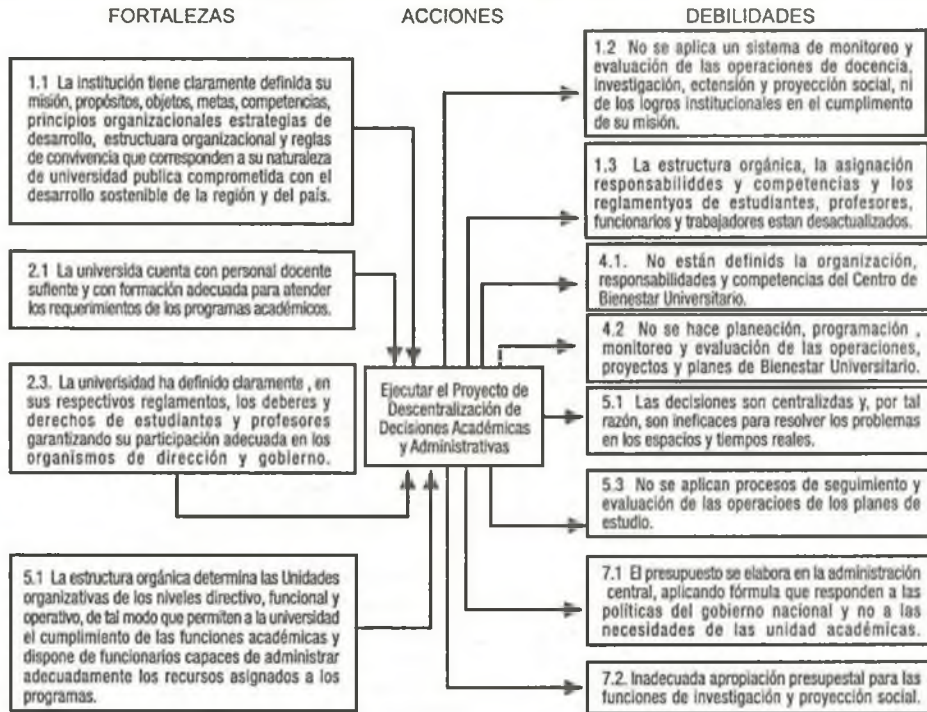 FORTALEZAS
ACCIONES
DEBILIDADES
1.1 La institución tiene claramente definida su
misión, propósitos, objetos, metas, competencias,
principios organizacionales estrategias de
desarrollo, estructuara organizacional y reglas
de convivencia que corresponden a su naturaleza
de universidad publica comprometida con el
desarrollo sostenible de la región y del país.
2.1 La universida cuenta con personal docente
sufiente y con formación adecuada para atender
los requerimientos de los programas académicos.
2.3. La univerisidad ha definido claramente , en
sus respectivos reglamentos, los deberes y
derechos de estudiantes y profesores
garantizando su participación adecuada en los
organismos de dirección y gobierno.
5.1 La estructura orgánica determina las Unidades
organizativas de los niveles directivo, funcional y
operativo, de tal modo que permiten a la universidad
el cumplimiento de las funciones académicas y
dispone de funcionarios capaces de administrar
adecuadamente los recursos asignados a los
programas.
Ejecutar el Proyecto de
Descentralización de
Decisiones Académicas
y Administrativas
1.2 No se aplica un sistema de monitoreo y
evaluación de las operaciones de docencia,
investigación, ectensión y proyección social, ni
de los logros institucionales en el cumplimento
de su misión.
1.3 La estructura orgánica, la asignación
responsabiliddes y competencias y los
reglamentyos de estudiantes, profesores,
funcionarios y trabajadores estan desactualizados.
4.1. No están definids la organización,
responsabilidades y competencias del Centro de
Bienestar Universitario.
4.2 No se hace planeación, programación ,
monitoreo y evaluación de las operaciones,
proyectos y planes de Bienestar Universitario.
5.1 Las decisiones son centralizdas y, por tal
razón, son ineficaces para resolver los problemas
en los espacios y tiempos reales.
5.3 No se aplican procesos de seguimiento y
evaluación de las operacioes de los planes de
estudio.
7.1 El presupuesto se elabora en la administración
central, aplicando fórmula que responden a las
políticas del gobierno nacional y no a las
necesidades de las unidad académicas.
7.2. Inadecuada apropiación presupestal para las
funciones de investigación y proyección social.